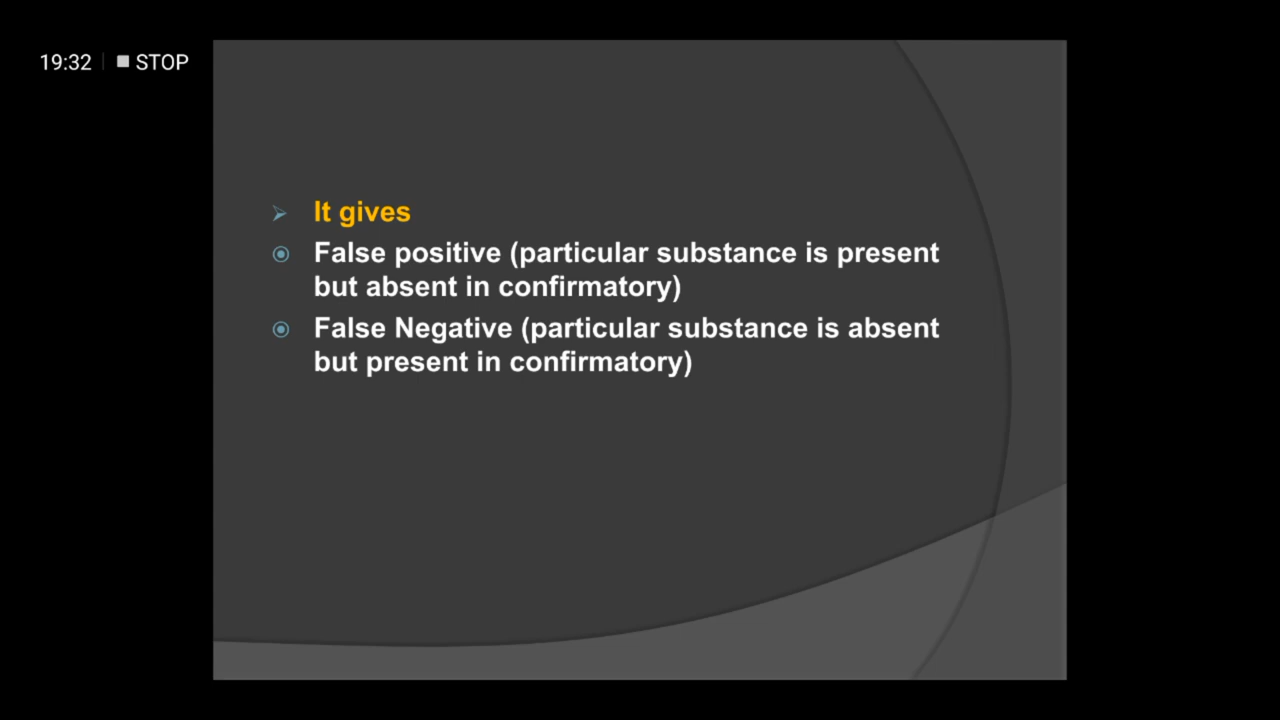 19:32 STOP
It gives
False positive (particular substance is present
but absent in confirmatory)
False Negative (particular substance is absent
but present in confirmatory)